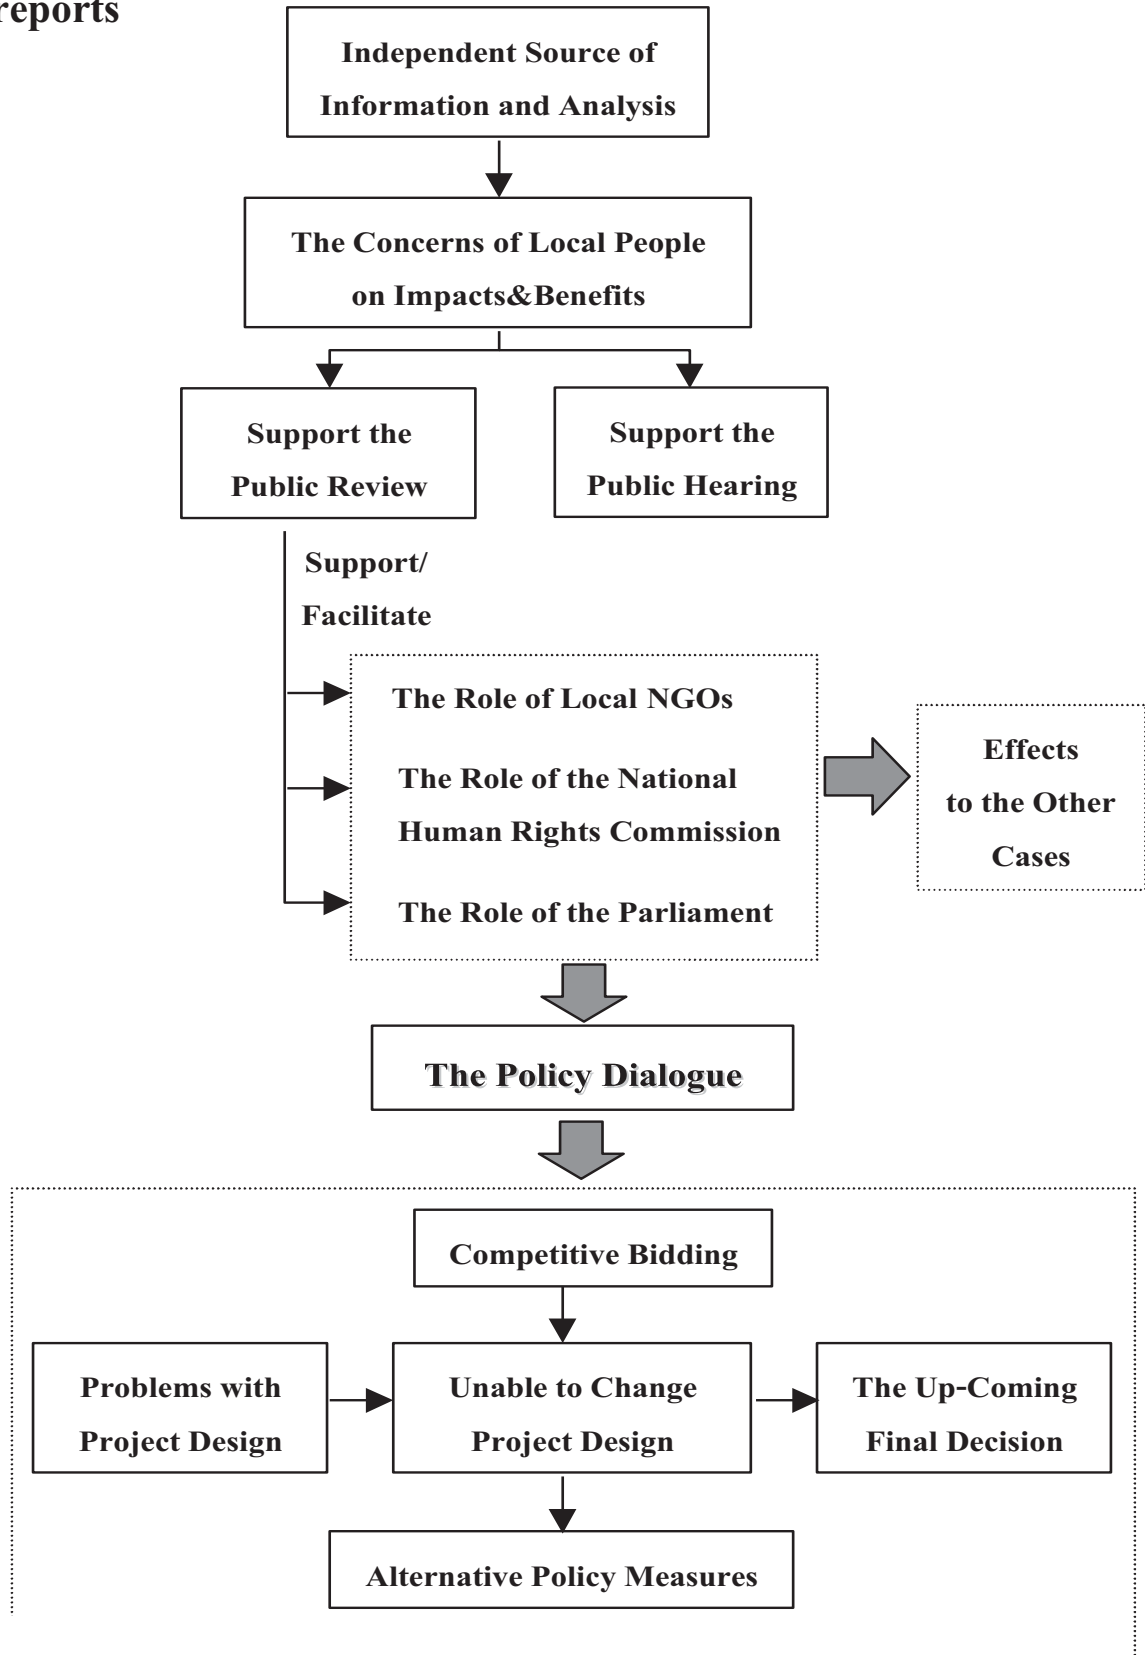 reports
Independent Source of
Information and Analysis
The Concerns of Local People
on Impacts&Benefits
Support the
Public Review
Support the
Public Hearing
Support/
Facilitate
The Role of Local NGOs
The Role of the National
Human Rights Commission
The Role of the Parliament
Effects
to the Other
Cases
The Policy Dialogue
Competitive Bidding
Problems with
Project Design
Unable to Change
Project Design
The Up-Coming
Final Decision
Alternative Policy Measures